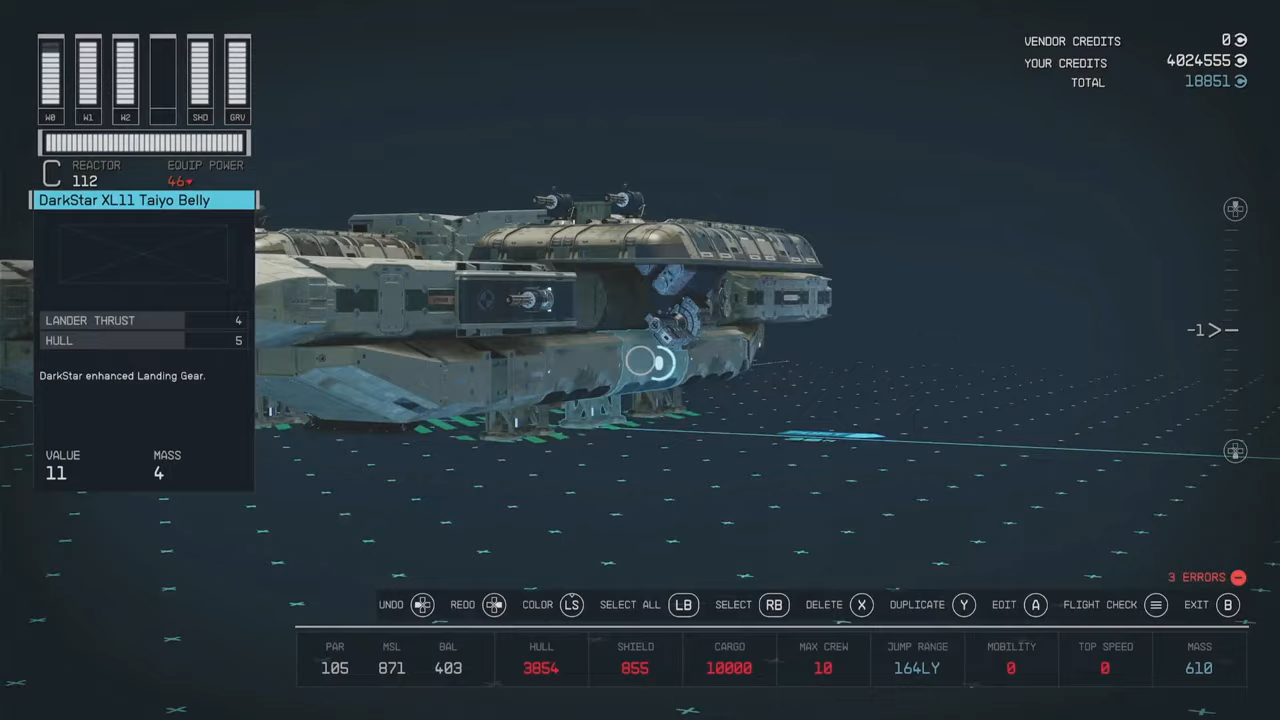 VENDOR CREDITS 0
YOUR CREDITS 4024555
TOTAL 18851
W0 W1 W2 SHD GRV
C REACTOR 112 EQUIP POWER 46
DarkStar XL11 Taiyo Belly
LANDER THRUST 4
HULL 5
DarkStar enhanced Landing Gear.
VALUE MASS
11 4
-1
3 ERRORS
UNDO REDO COLOR LS SELECT ALL LB SELECT RB DELETE X DUPLICATE Y EDIT A FLIGHT CHECK EXIT B
PAR MSL BAL HULL SHIELD CARGO MAX CREW JUMP RANGE MOBILITY TOP SPEED MASS
105 871 403 3854 855 10000 10 164LY 0 0 610